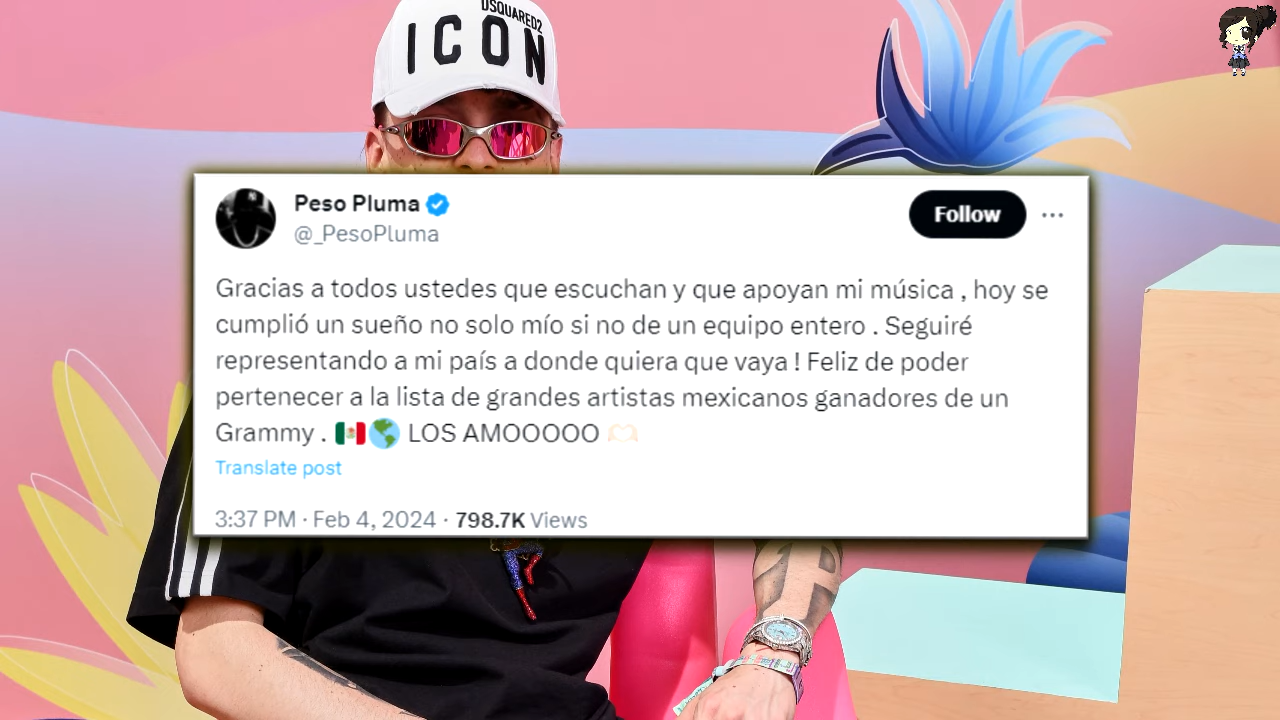 DSQUARED2
ICON
Peso Pluma
@_PesoPluma
Follow
Gracias a todos ustedes que escuchan y que apoyan mi música , hoy se
cumplió un sueño no solo mío si no de un equipo entero . Seguiré
representando a mi país a donde quiera que vaya ! Feliz de poder
pertenecer a la lista de grandes artistas mexicanos ganadores de un
Grammy . 🇲🇽🌎 LOS AMOOOOO 🫶🏻
Translate post
3:37 PM · Feb 4, 2024 · 798.7K Views